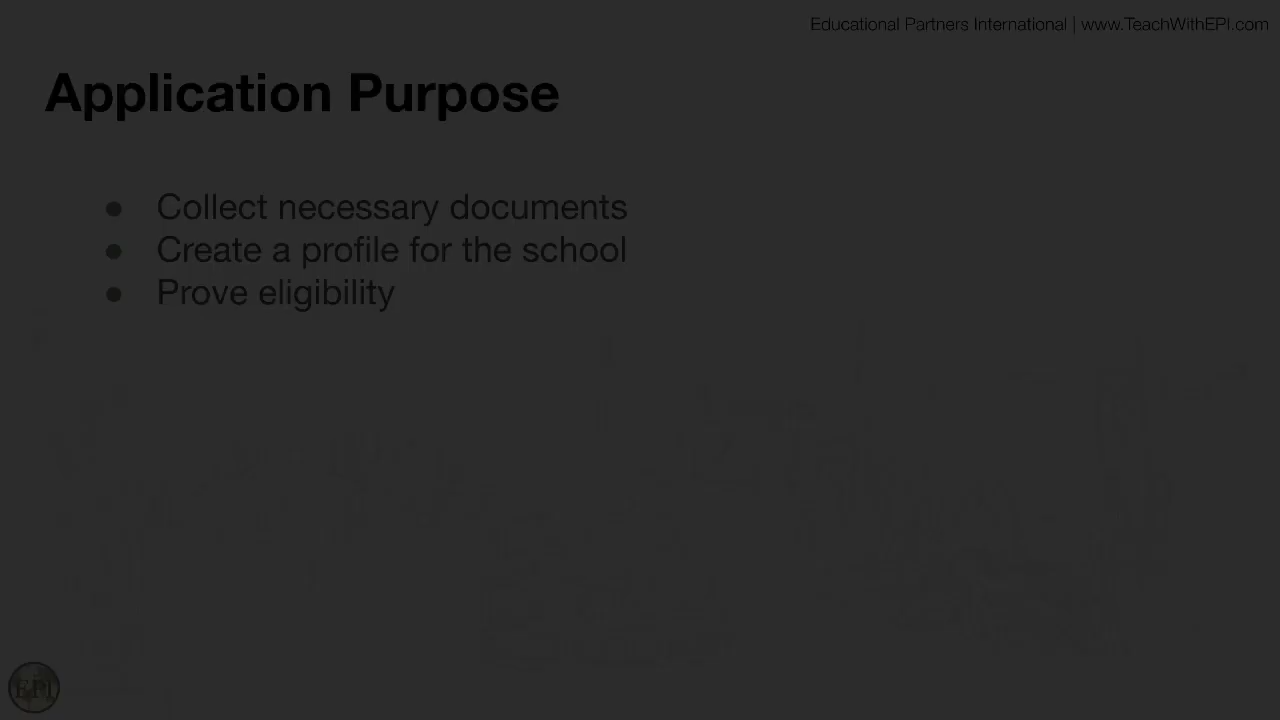 Educational Partners International | www.TeachWithEPI.com
Application Purpose
● Collect necessary documents
● Create a profile for the school
● Prove eligibility
EPI